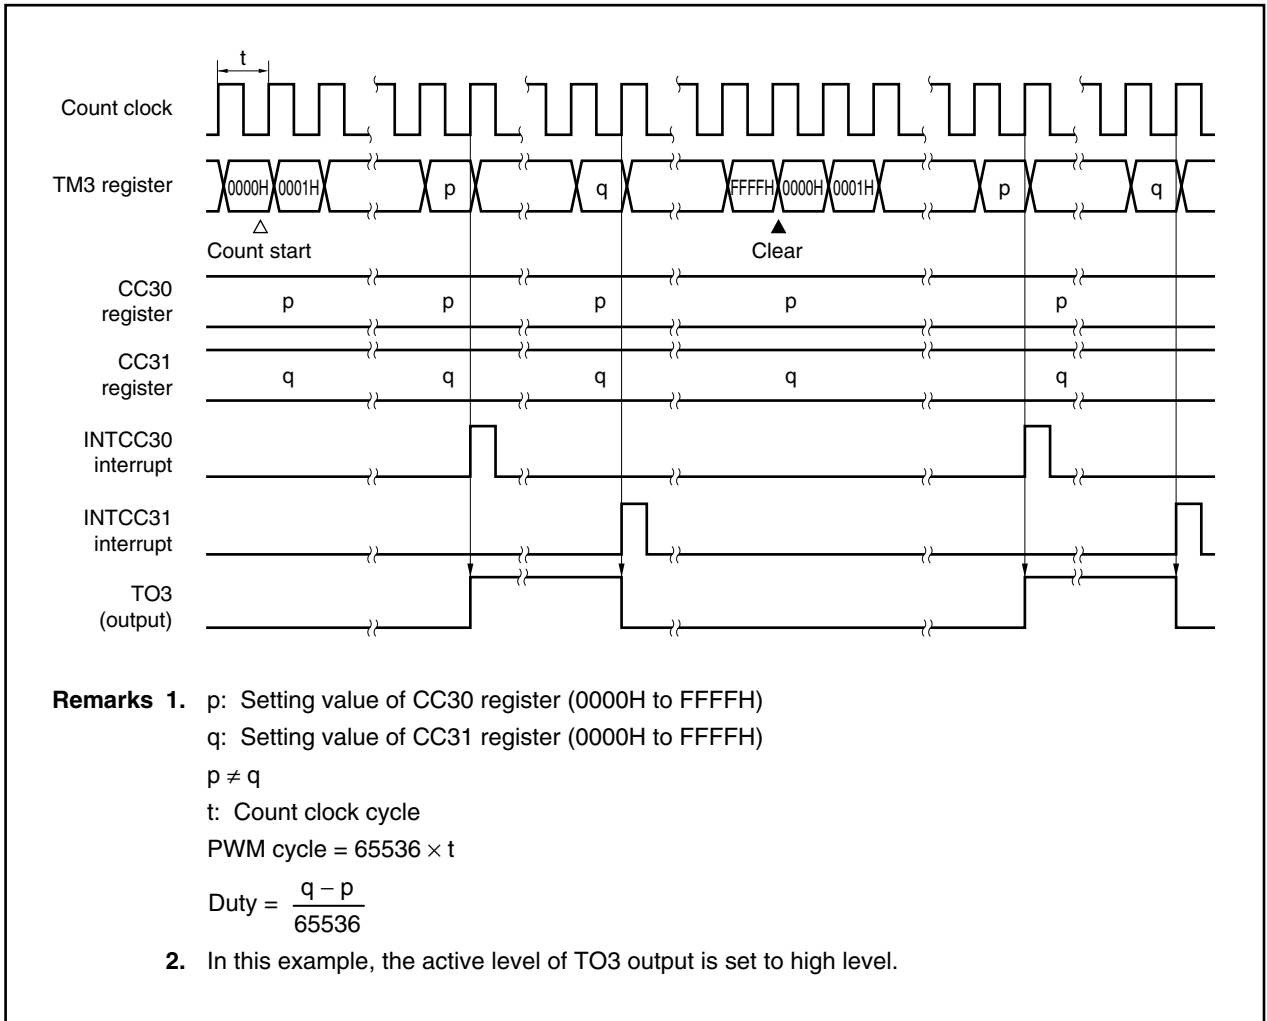 t
Count clock
TM3 register 0000H 0001H p q FFFFH 0000H 0001H p q
Count start Clear
CC30
register
p p p p p
CC31
register
q q q q q
INTCC30
interrupt
INTCC31
interrupt
TO3
(output)
Remarks 1. p: Setting value of CC30 register (0000H to FFFFH)
q: Setting value of CC31 register (0000H to FFFFH)
p ≠ q
t: Count clock cycle
PWM cycle = 65536 × t
Duty = q − p
65536
2. In this example, the active level of TO3 output is set to high level.